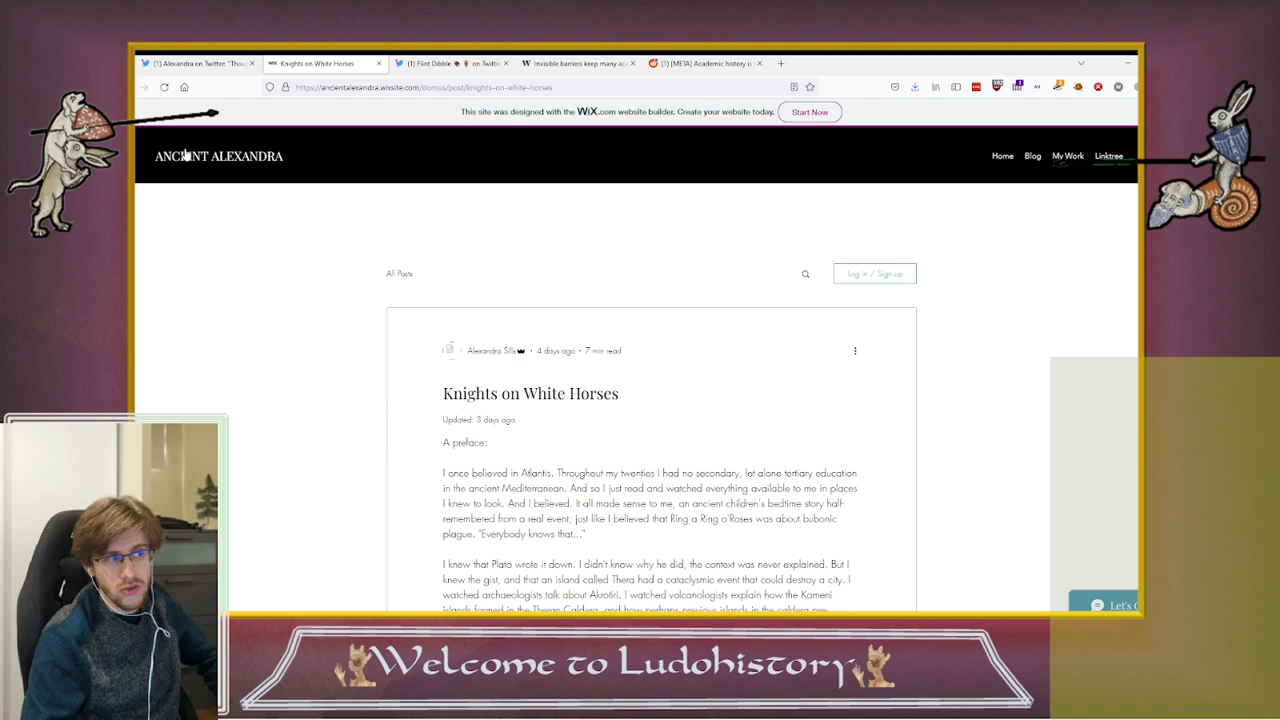 (1) Alexandra on Twitter: "Thou
Knights on White Horses
(1) Flint Dibble on Twitter
Invisible barriers keep many aca
(1) [META] Academic history is
https://ancientalexandra.wixsite.com/domus/post/knights-on-white-horses
This site was designed with the WiX.com website builder. Create your website today. Start Now
ANCIENT ALEXANDRA
Home Blog My Work Linktree
All Posts
Log in / Sign up
Alexandra Sills · 4 days ago · 7 min read
Knights on White Horses
Updated: 3 days ago
A preface:
I once believed in Atlantis. Throughout my twenties I had no secondary, let alone tertiary education
in the ancient Mediterranean. And so I just read and watched everything available to me in places
I knew to look. And I believed. It all made sense to me, an ancient children's bedtime story half-
remembered from a real event, just like I believed that Ring a Ring o'Roses was about bubonic
plague. "Everybody knows that..."
I knew that Plato wrote it down. I didn't know why he did, the context was never explained. But I
knew the gist, and that an island called Thera had a cataclysmic event that could destroy a city. I
watched archaeologists talk about Akrotiri. I watched volcanologists explain how the Kameni
islands formed in the Theran Caldera, and how perhaps previous islands in the caldera pre-
Let's C
Welcome to Ludohistory